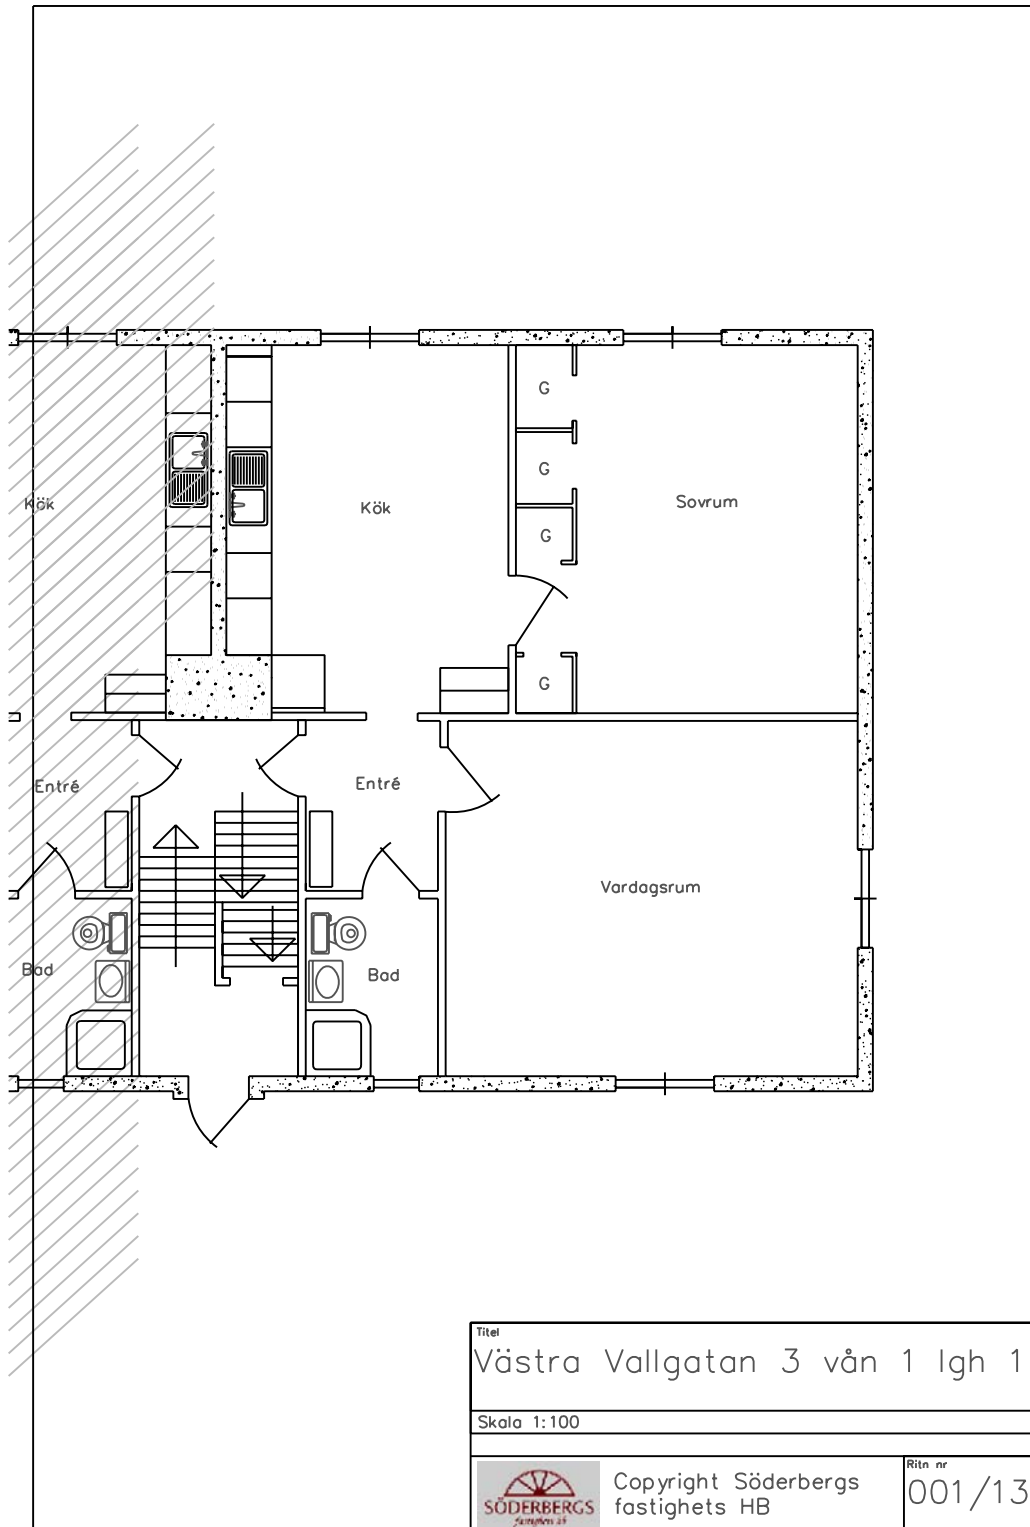 G
G
Kök
Kök
Sovrum
G
G
Entré
Entré
Vardagsrum
Bad
Bad
Titel
Västra Vallgatan 3 vån 1 lgh 1
Skala 1:100
SÖDERBERGS
fastighets
Copyright Söderbergs
fastighets HB
Ritn nr
001/13